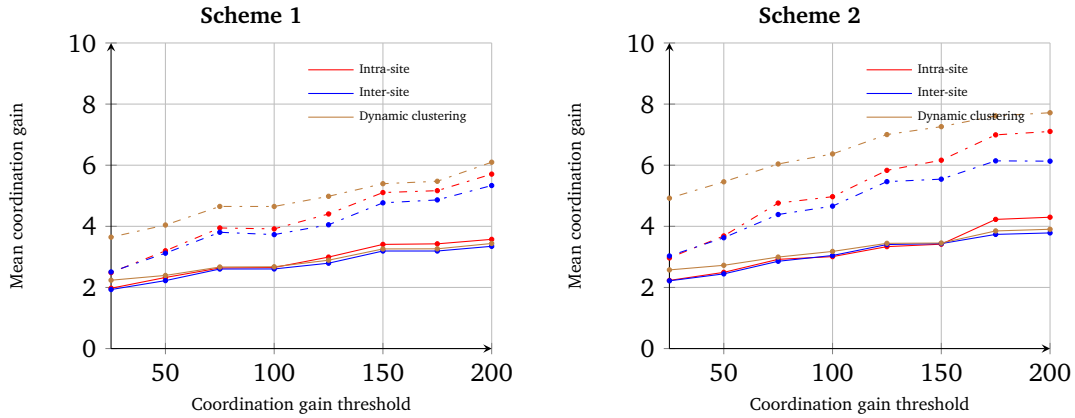 Scheme 1
10
8
6
4
2
0
50 100 150 200
Mean coordination gain
Coordination gain threshold
Intra-site
Inter-site
Dynamic clustering
Scheme 2
10
8
6
4
2
0
50 100 150 200
Mean coordination gain
Coordination gain threshold
Intra-site
Inter-site
Dynamic clustering